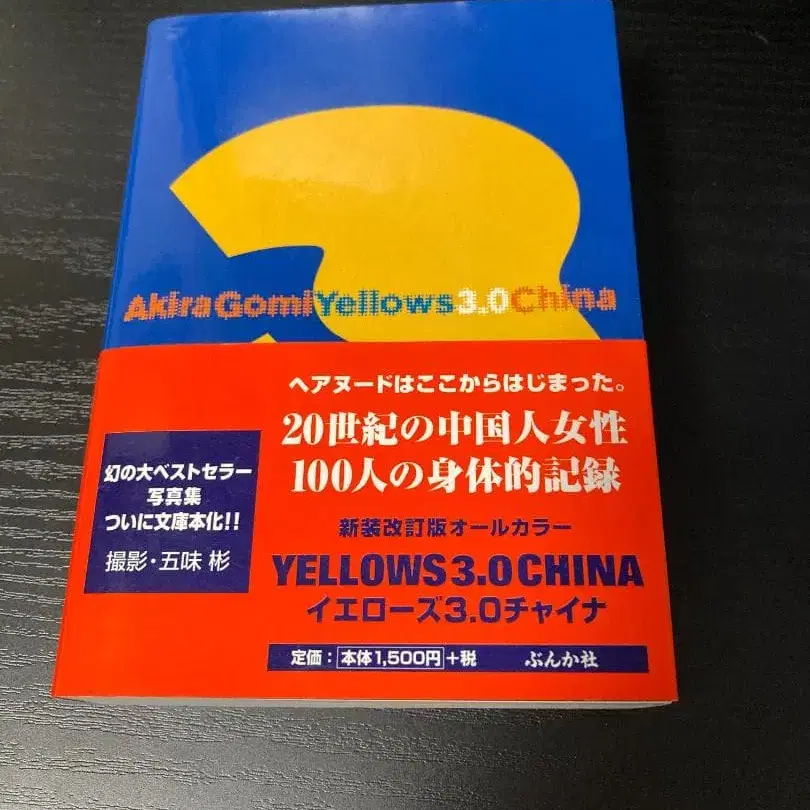 AkiraGomiYellows3.0China
ヘアヌードはここからはじまった。
20世紀の中国人女性
100人の身体的記録
幻の大ベストセラー
写真集
ついに文庫本化!!
撮影・五味 彬
新装改訂版オールカラー
YELLOWS3.0CHINA
イエローズ3.0チャイナ
定価：本体1,500円+税 ぶんか社